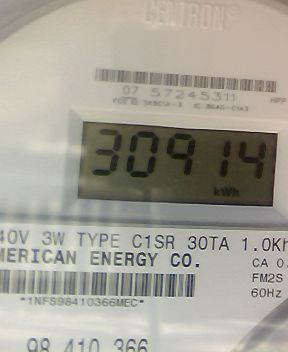 CENTRON®
07 57245311
30914
kWh
40V 3W TYPE C1SR 30TA 1.0Kh
MERICAN ENERGY CO.
CA 0.
FM2S
60Hz
*1NFS98410366MEC*
98 410 366